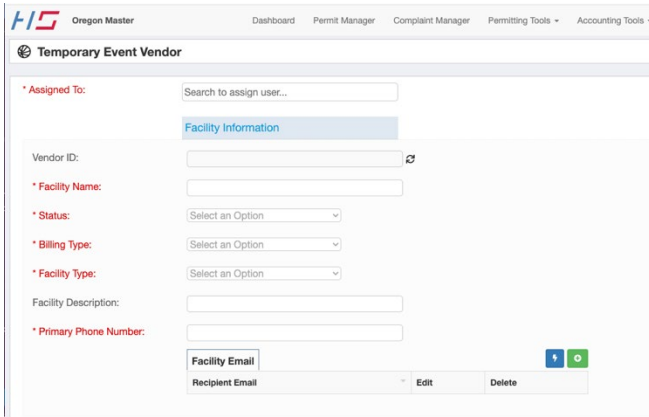 HS Oregon Master Dashboard Permit Manager Complaint Manager Permitting Tools Accounting Tools
Temporary Event Vendor
* Assigned To: Search to assign user...
Facility Information
Vendor ID:
* Facility Name:
* Status: Select an Option
* Billing Type: Select an Option
* Facility Type: Select an Option
Facility Description:
* Primary Phone Number:
Facility Email
Recipient Email Edit Delete